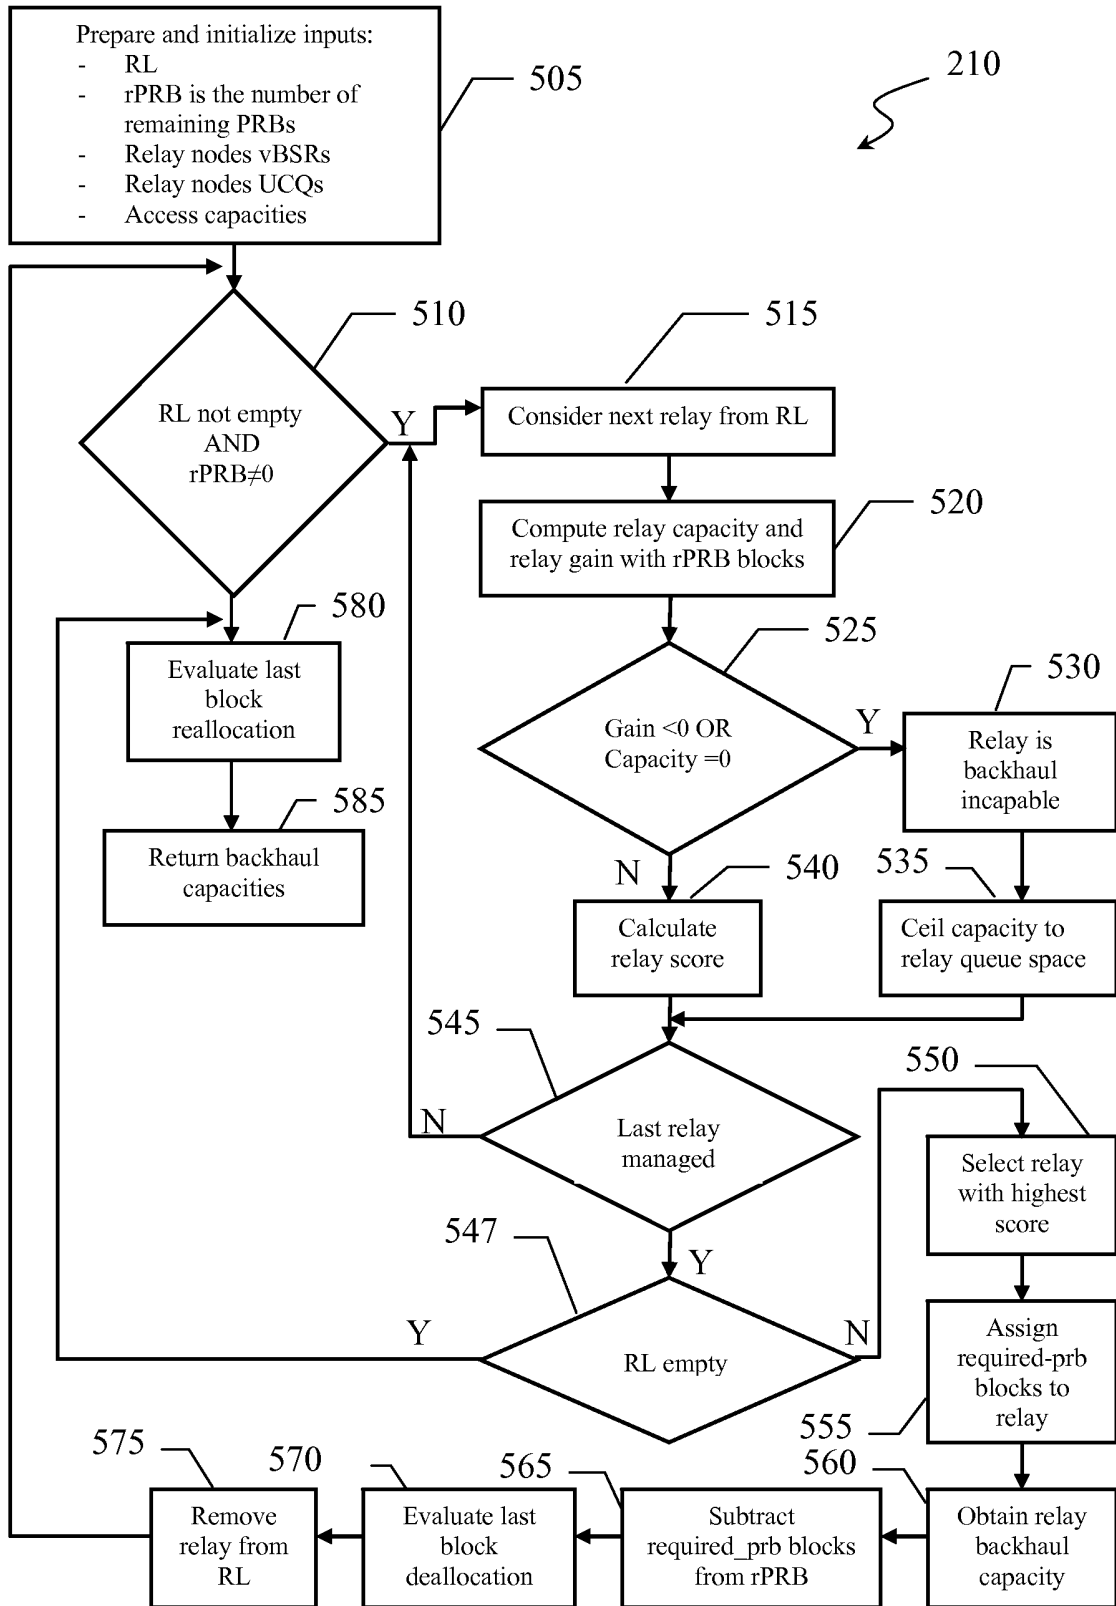 Prepare and initialize inputs:
- RL
- rPRB is the number of
remaining PRBs
- Relay nodes vBSRs
- Relay nodes UCQs
- Access capacities
505
210
510
RL not empty
AND
rPRB≠0
Y
515
Consider next relay from RL
520
Compute relay capacity and
relay gain with rPRB blocks
580
Evaluate last
block
reallocation
585
Return backhaul
capacities
525
Gain <0 OR
Capacity =0
Y
530
Relay is
backhaul
incapable
N
540
Calculate
relay score
535
Ceil capacity to
relay queue space
545
Last relay
managed
N
Y
547
RL empty
Y
N
550
Select relay
with highest
score
555
Assign
required-prb
blocks to
relay
560
Obtain relay
backhaul
capacity
565
Subtract
required_prb blocks
from rPRB
570
Evaluate last
block
deallocation
575
Remove
relay from
RL